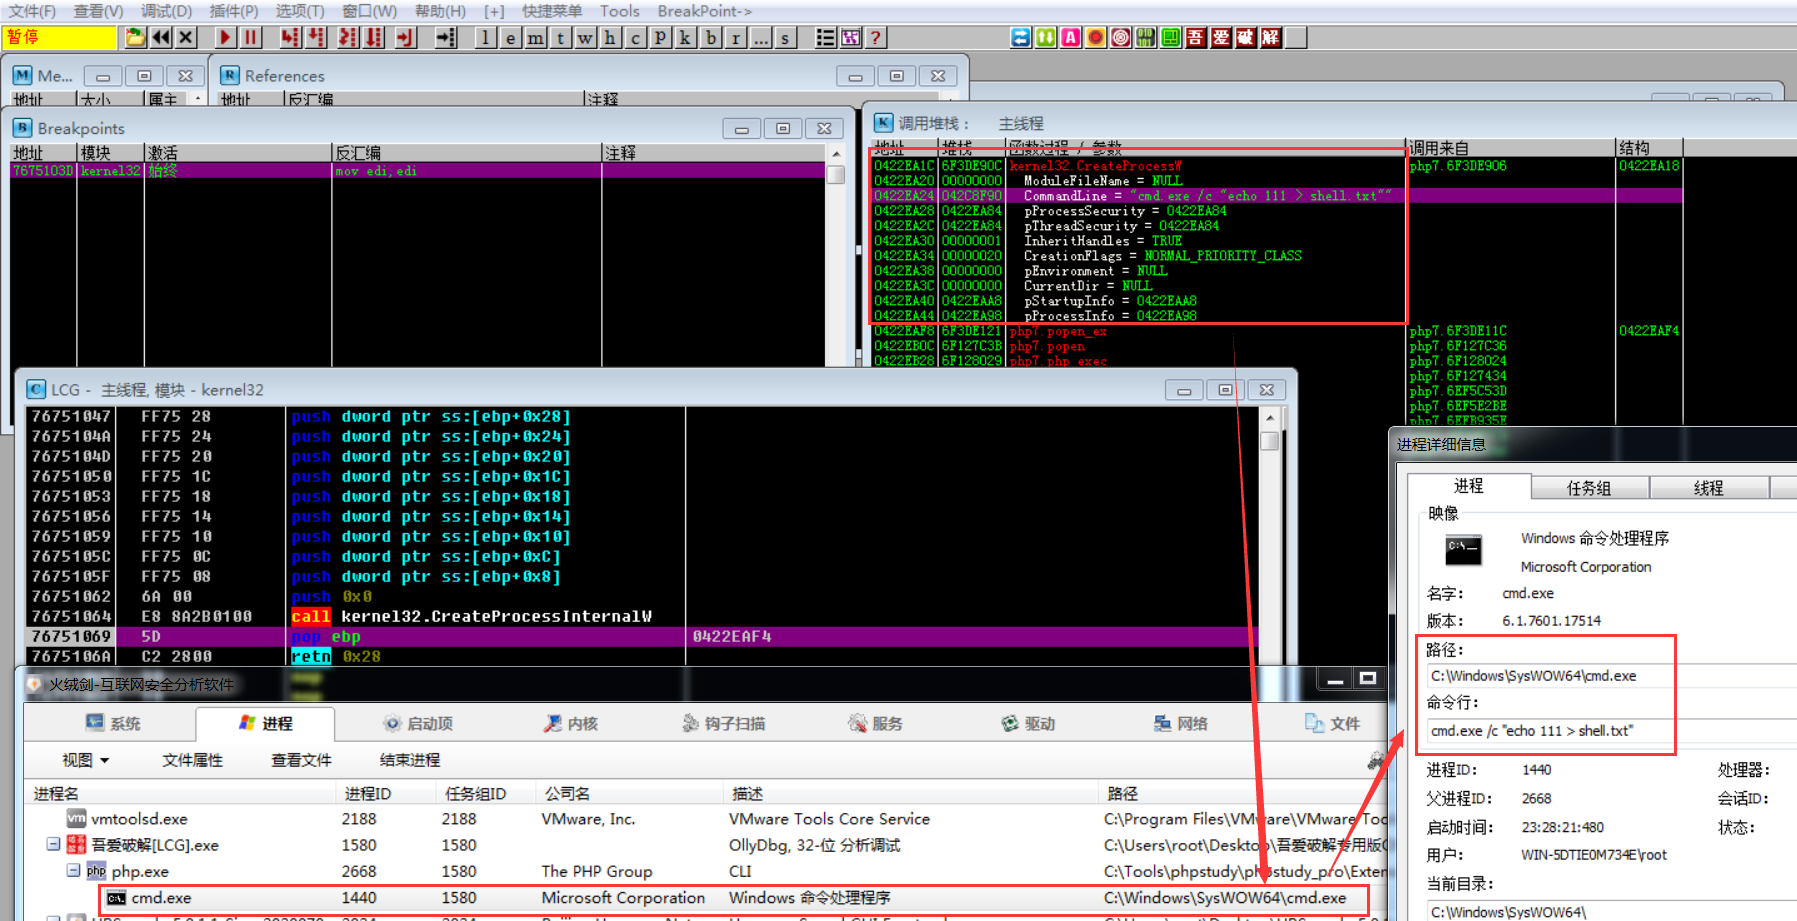 文件(F) 查看(V) 调试(D) 插件(P) 选项(T) 窗口(W) 帮助(H) [+] 快捷菜单 Tools BreakPoint->
暂停
l e m t w h c p k b r ... s ?
A 吾 爱 破 解
M Me...
地址 大小 属主
R References
地址 反汇编 注释
B Breakpoints
地址 模块 激活 反汇编 注释
7675103D kernel32 始终 mov edi,edi
K 调用堆栈： 主线程
地址 堆栈 函数过程 / 参数 调用来自 结构
0422EA1C 6F3DE90C kernel32.CreateProcessW php7.6F3DE906 0422EA18
0422EA20 00000000 ModuleFileName = NULL
0422EA24 042C8F90 CommandLine = "cmd.exe /c "echo 111 > shell.txt""
0422EA28 0422EA84 pProcessSecurity = 0422EA84
0422EA2C 0422EA84 pThreadSecurity = 0422EA84
0422EA30 00000001 InheritHandles = TRUE
0422EA34 00000020 CreationFlags = NORMAL_PRIORITY_CLASS
0422EA38 00000000 pEnvironment = NULL
0422EA3C 00000000 CurrentDir = NULL
0422EA40 0422EAA8 pStartupInfo = 0422EAA8
0422EA44 0422EA98 pProcessInfo = 0422EA98
0422EAF8 6F3DE121 php7.popen_ex php7.6F3DE11C 0422EAF4
0422EB0C 6F127C3B php7.popen php7.6F127C36
0422EB28 6F128029 php7.php_exec php7.6F128024
php7.6F127434
php7.6EF5C53D
php7.6EF5E2BE
php7.6EFB935E
C LCG - 主线程, 模块 - kernel32
76751047 FF75 28 push dword ptr ss:[ebp+0x28]
7675104A FF75 24 push dword ptr ss:[ebp+0x24]
7675104D FF75 20 push dword ptr ss:[ebp+0x20]
76751050 FF75 1C push dword ptr ss:[ebp+0x1C]
76751053 FF75 18 push dword ptr ss:[ebp+0x18]
76751056 FF75 14 push dword ptr ss:[ebp+0x14]
76751059 FF75 10 push dword ptr ss:[ebp+0x10]
7675105C FF75 0C push dword ptr ss:[ebp+0xC]
7675105F FF75 08 push dword ptr ss:[ebp+0x8]
76751062 6A 00 push 0x0
76751064 E8 8A2B0100 call kernel32.CreateProcessInternalW
76751069 5D pop ebp 0422EAF4
7675106A C2 2800 retn 0x28
火绒剑-互联网安全分析软件
系统 进程 启动项 内核 钩子扫描 服务 驱动 网络 文件
视图 文件属性 查看文件 结束进程
进程名 进程ID 任务组ID 公司名 描述 路径
vmtoolsd.exe 2188 2188 VMware, Inc. VMware Tools Core Service C:\Program Files\VMware\VMware Toc
吾爱破解[LCG].exe 1580 1580 OllyDbg, 32-位 分析调试 C:\Users\root\Desktop\吾爱破解专用版
php.exe 2668 1580 The PHP Group CLI C:\Tools\phpstudy\phpstudy_pro\Exten
cmd.exe 1440 1580 Microsoft Corporation Windows 命令处理程序 C:\Windows\SysWOW64\cmd.exe
进程详细信息
进程 任务组 线程
映像
Windows 命令处理程序
Microsoft Corporation
名字： cmd.exe
版本： 6.1.7601.17514
路径：
C:\Windows\SysWOW64\cmd.exe
命令行：
cmd.exe /c "echo 111 > shell.txt"
进程ID： 1440 处理器：
父进程ID： 2668 会话ID：
启动时间： 23:28:21:480 状态：
用户： WIN-5DTIE0M734E\root
当前目录：
C:\Windows\SysWOW64\